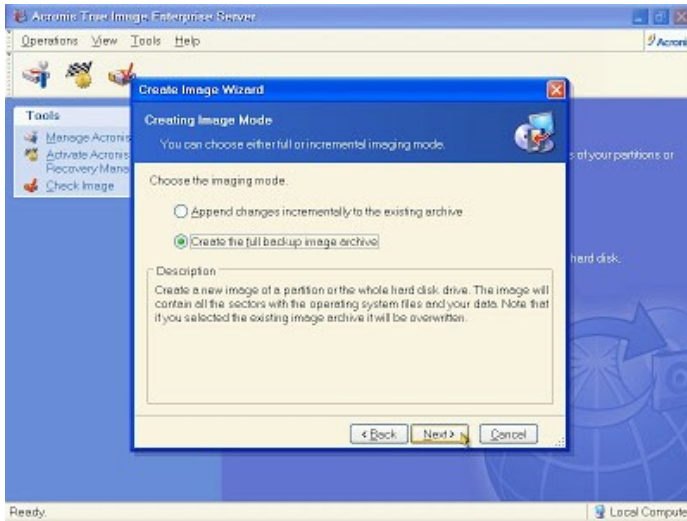 Acronis True Image Enterprise Server
Operations View Tools Help
Acroni
Create Image Wizard
Creating Image Mode
You can choose either full or incremental imaging mode.
Tools
Manage Acronis
Activate Acronis
Recovery Mana
Check Image
s of your partitions or
hard disk.
Choose the imaging mode.
Append changes incrementally to the existing archive
Create the full backup image archive
Description
Create a new image of a partition or the whole hard disk drive. The image will
contain all the sectors with the operating system files and your data. Note that
if you selected the existing image archive it will be overwritten.
< Back Next > Cancel
Ready. Local Compute